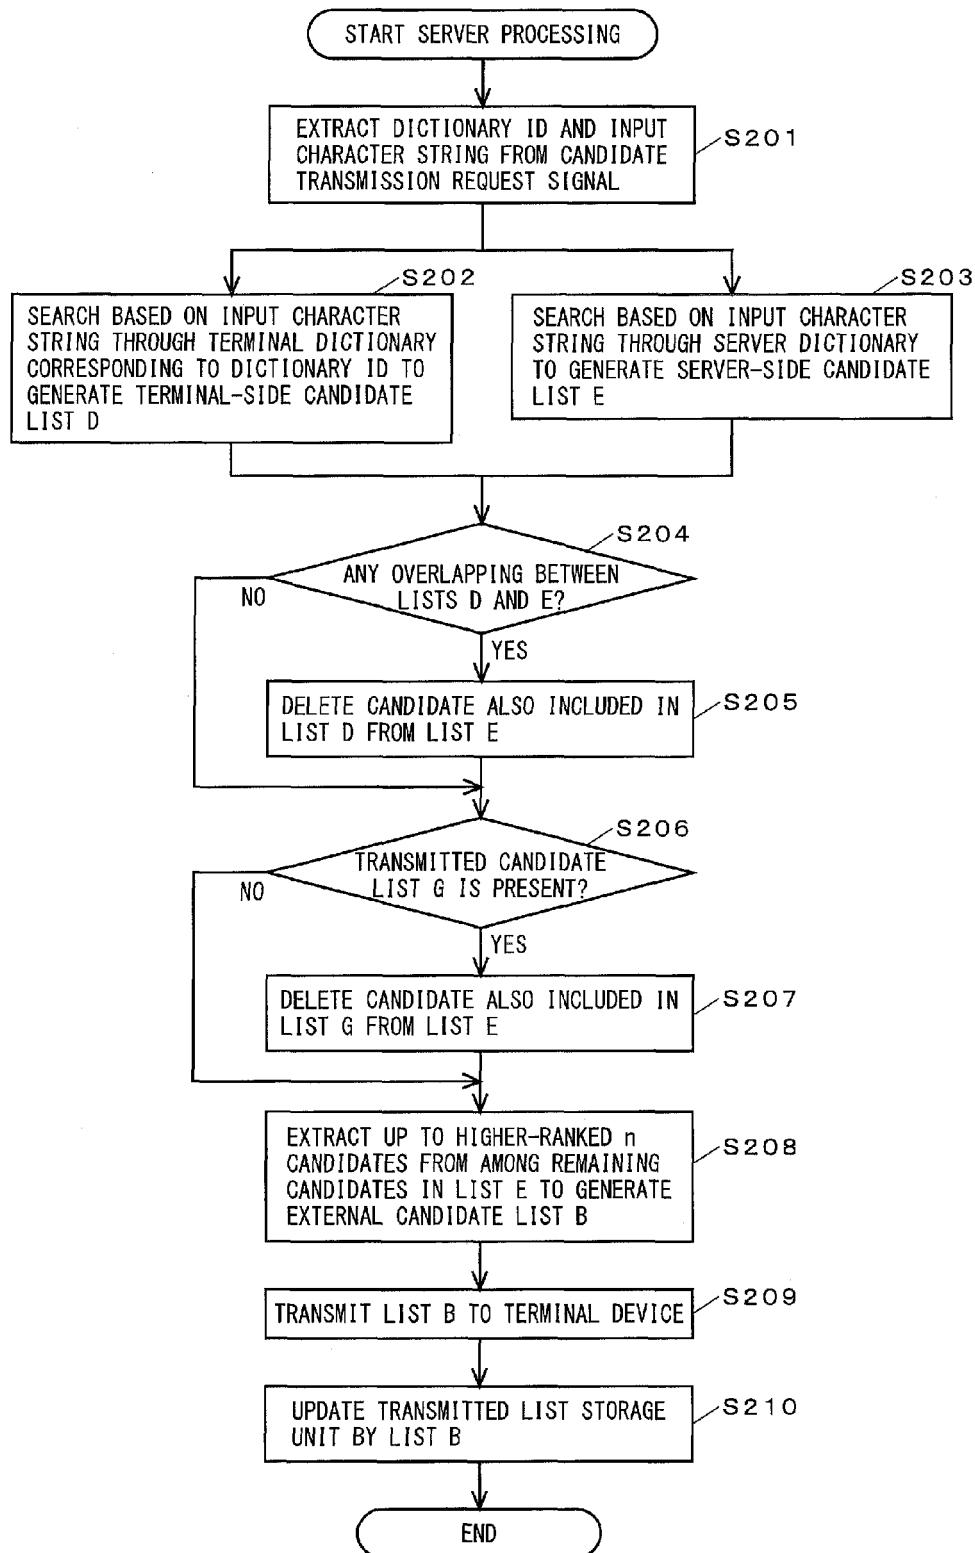 START SERVER PROCESSING
EXTRACT DICTIONARY ID AND INPUT
CHARACTER STRING FROM CANDIDATE
TRANSMISSION REQUEST SIGNAL
S201
S202
SEARCH BASED ON INPUT CHARACTER
STRING THROUGH TERMINAL DICTIONARY
CORRESPONDING TO DICTIONARY ID TO
GENERATE TERMINAL-SIDE CANDIDATE
LIST D
S203
SEARCH BASED ON INPUT CHARACTER
STRING THROUGH SERVER DICTIONARY
TO GENERATE SERVER-SIDE CANDIDATE
LIST E
S204
ANY OVERLAPPING BETWEEN
LISTS D AND E?
NO
YES
DELETE CANDIDATE ALSO INCLUDED IN
LIST D FROM LIST E
S205
S206
TRANSMITTED CANDIDATE
LIST G IS PRESENT?
NO
YES
DELETE CANDIDATE ALSO INCLUDED IN
LIST G FROM LIST E
S207
EXTRACT UP TO HIGHER-RANKED n
CANDIDATES FROM AMONG REMAINING
CANDIDATES IN LIST E TO GENERATE
EXTERNAL CANDIDATE LIST B
S208
TRANSMIT LIST B TO TERMINAL DEVICE
S209
UPDATE TRANSMITTED LIST STORAGE
UNIT BY LIST B
S210
END